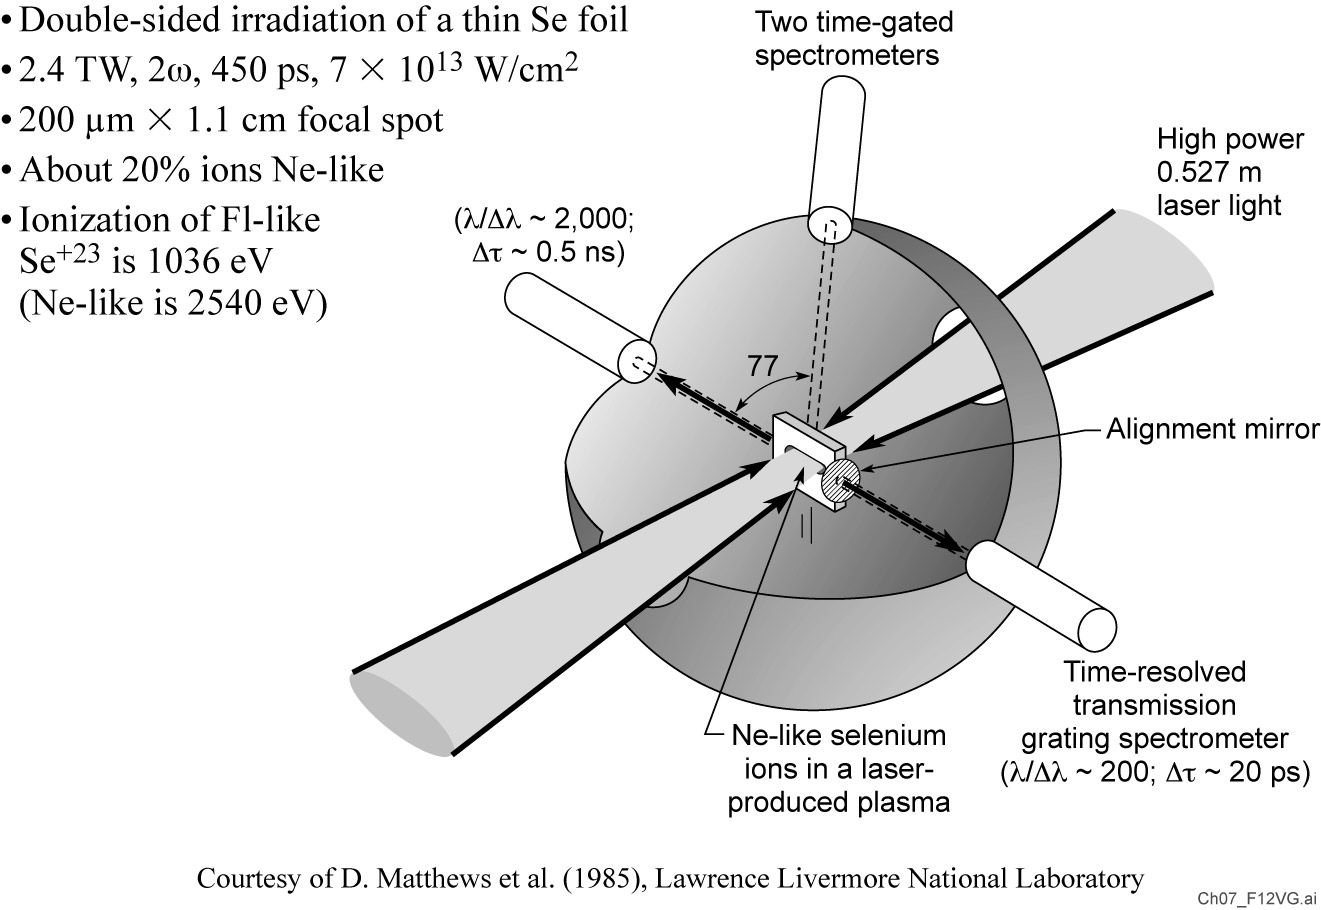 • Double-sided irradiation of a thin Se foil
• 2.4 TW, 2ω, 450 ps, 7 × 10¹³ W/cm²
• 200 µm × 1.1 cm focal spot
• About 20% ions Ne-like
• Ionization of Fl-like
Se⁺²³ is 1036 eV
(Ne-like is 2540 eV)
Two time-gated
spectrometers
(λ/Δλ ~ 2,000;
Δτ ~ 0.5 ns)
High power
0.527 m
laser light
77
Alignment mirror
Ne-like selenium
ions in a laser-
produced plasma
Time-resolved
transmission
grating spectrometer
(λ/Δλ ~ 200; Δτ ~ 20 ps)
Courtesy of D. Matthews et al. (1985), Lawrence Livermore National Laboratory
Ch07_F12VG.ai